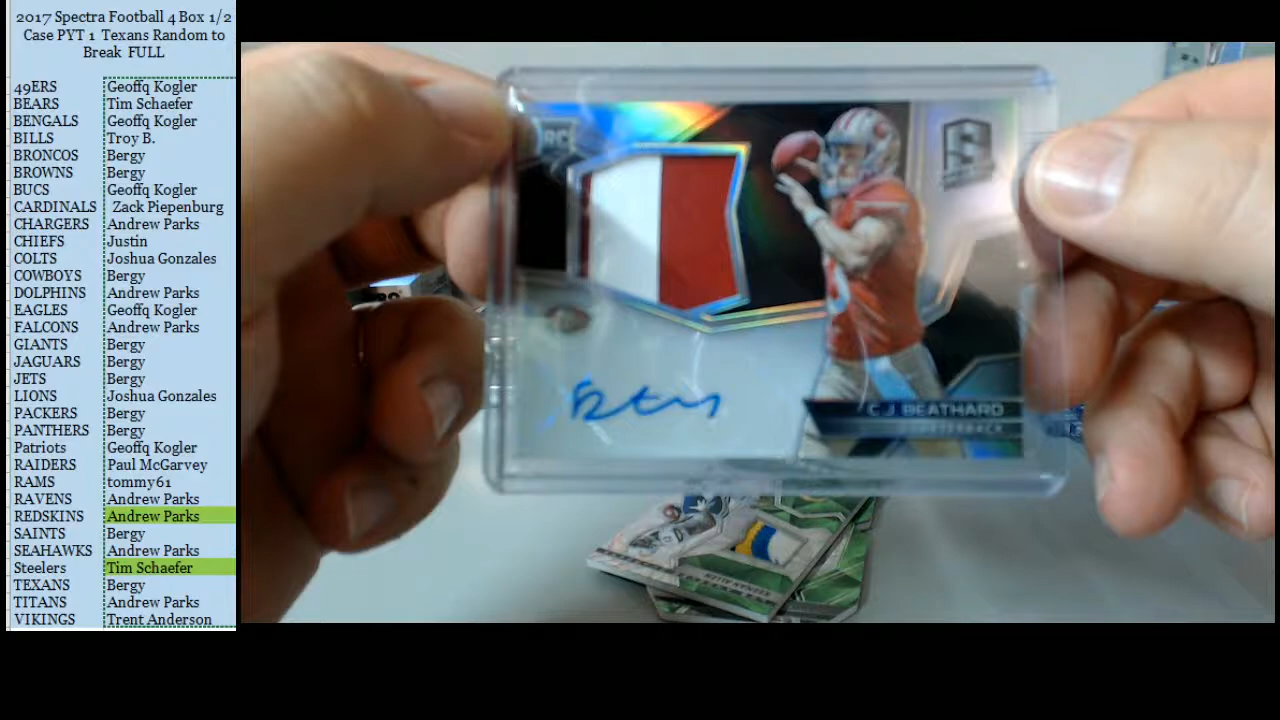 2017 Spectra Football 4 Box 1/2
Case PYT 1 Texans Random to
Break FULL
49ERS Geoffq Kogler
BEARS Tim Schaefer
BENGALS Geoffq Kogler
BILLS Troy B.
BRONCOS Bergy
BROWNS Bergy
BUCS Geoffq Kogler
CARDINALS Zack Piepenburg
CHARGERS Andrew Parks
CHIEFS Justin
COLTS Joshua Gonzales
COWBOYS Bergy
DOLPHINS Andrew Parks
EAGLES Geoffq Kogler
FALCONS Andrew Parks
GIANTS Bergy
JAGUARS Bergy
JETS Bergy
LIONS Joshua Gonzales
PACKERS Bergy
PANTHERS Bergy
Patriots Geoffq Kogler
RAIDERS Paul McGarvey
RAMS tommy61
RAVENS Andrew Parks
REDSKINS Andrew Parks
SAINTS Bergy
SEAHAWKS Andrew Parks
Steelers Tim Schaefer
TEXANS Bergy
TITANS Andrew Parks
VIKINGS Trent Anderson
RC
C J BEATHARD
QUARTERBACK